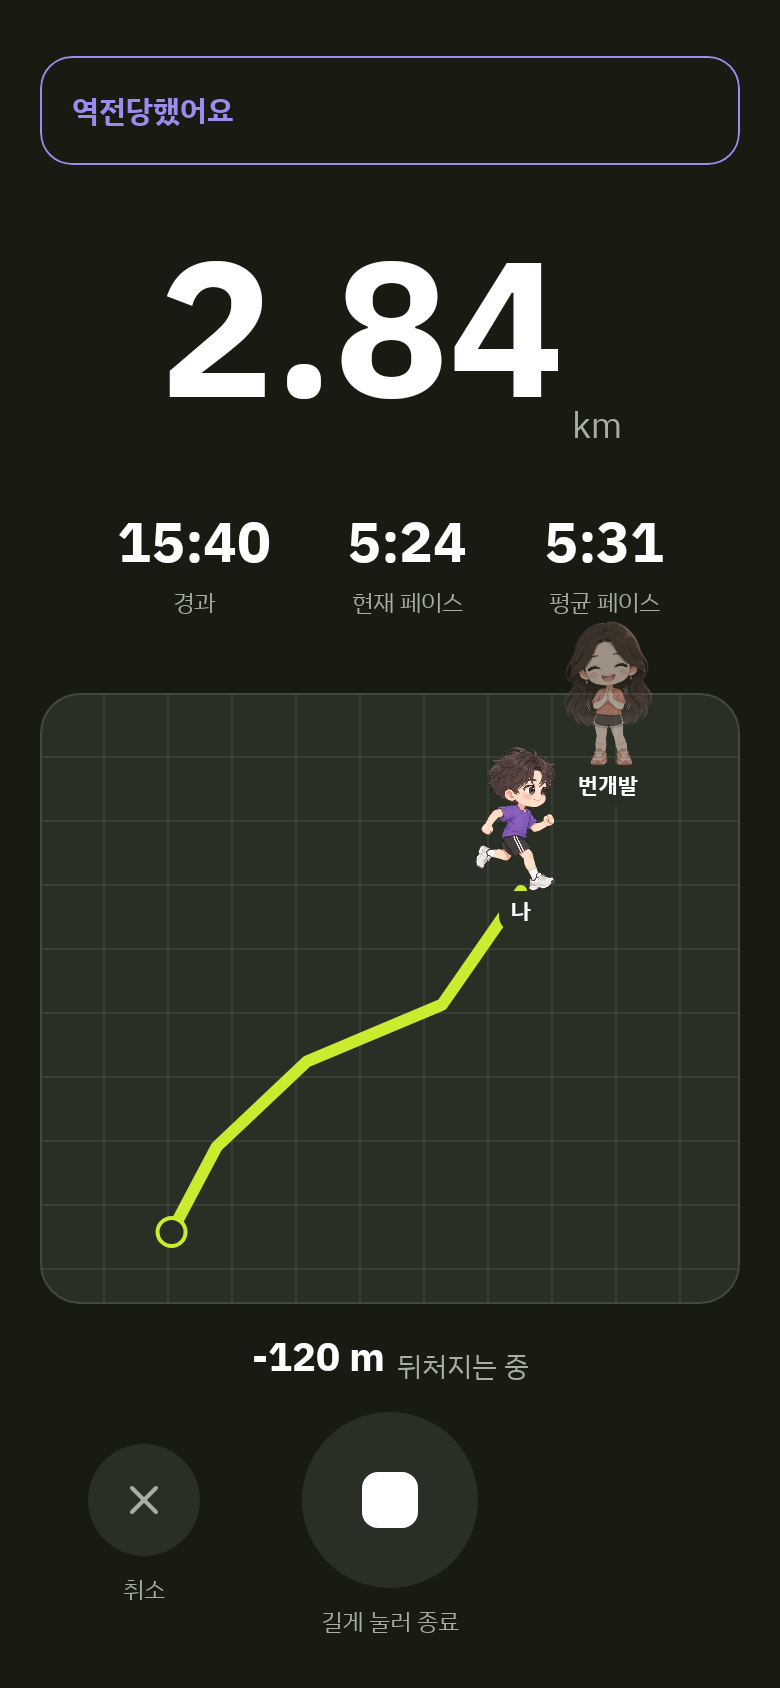 역전당했어요
2.84 km
15:40 5:24 5:31
경과 현재 페이스 평균 페이스
번개발
나
-120 m 뒤처지는 중
취소
길게 눌러 종료